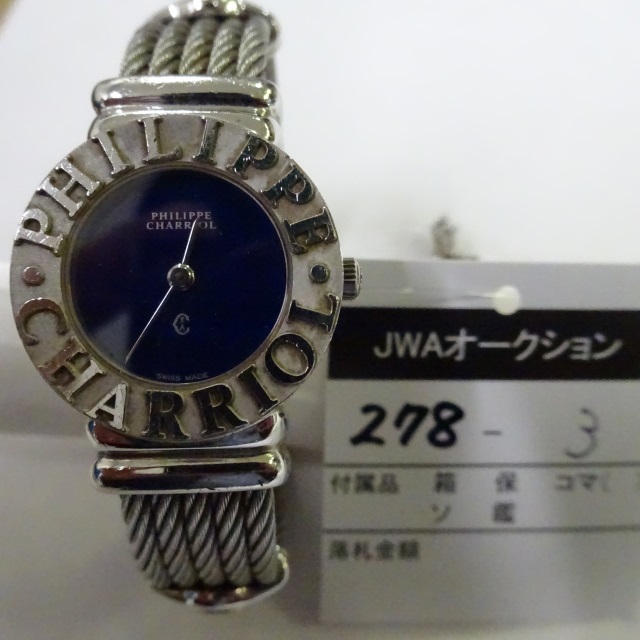 PHILIPPE
CHARRIOL
PHILIPPE
CHARRIOL
SWISS MADE
JWAオークション
278 - 3
付属品 箱 保 コマ(
ソ 鑑
落札金額